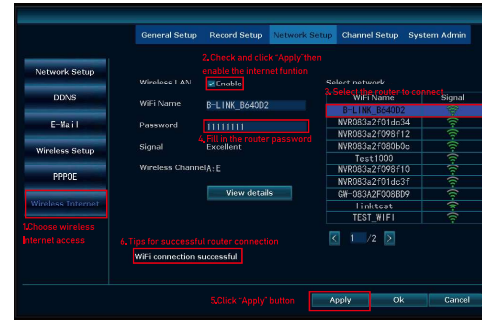 General Setup Record Setup Network Setup Channel Setup System Admin
2,Check and click "Apply"then
enable the internet funtion
Network Setup
DDNS
E-Mail
Wireless Setup
PPPOE
Wireless Internet
1,Choose wireless
internet access
Wireless LAN Enable
WiFi Name B-LINK_B640D2
Password 11111111
4,Fill in the router password
Signal Excellent
Wireless Channel A:E
View details
Select network
3,Select the router to connect
WiFi Name Signal
B-LINK_B640D2
NVR083a2f01dc34
NVR083a2f098f12
NVR083a2f080b0c
Test1000
NVR083a2f098f10
NVR083a2f01dc3f
GW-083A2F008BD9
linktest
TEST_WIFI
< 1 /2 >
6,Tips for successful router connection
WiFi connection successful
5,Click "Apply" button
Apply Ok Cancel